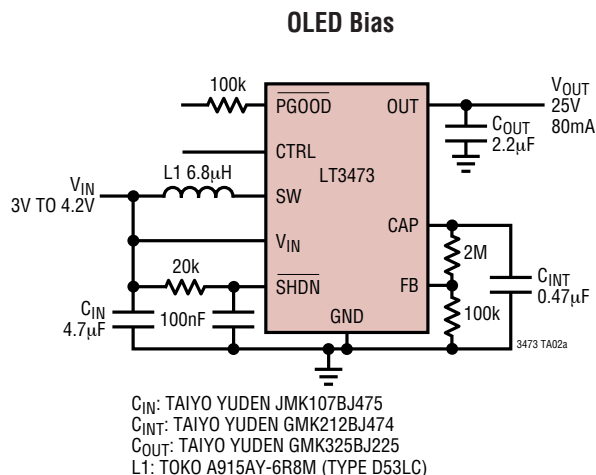 OLED Bias
100k
PGOOD
OUT
VOUT
25V
80mA
COUT
2.2µF
CTRL
LT3473
L1 6.8µH
VIN
3V TO 4.2V
SW
CAP
VIN
2M
20k
SHDN
FB
CINT
0.47µF
CIN
4.7µF
100nF
GND
100k
3473 TA02a
CIN: TAIYO YUDEN JMK107BJ475
CINT: TAIYO YUDEN GMK212BJ474
COUT: TAIYO YUDEN GMK325BJ225
L1: TOKO A915AY-6R8M (TYPE D53LC)